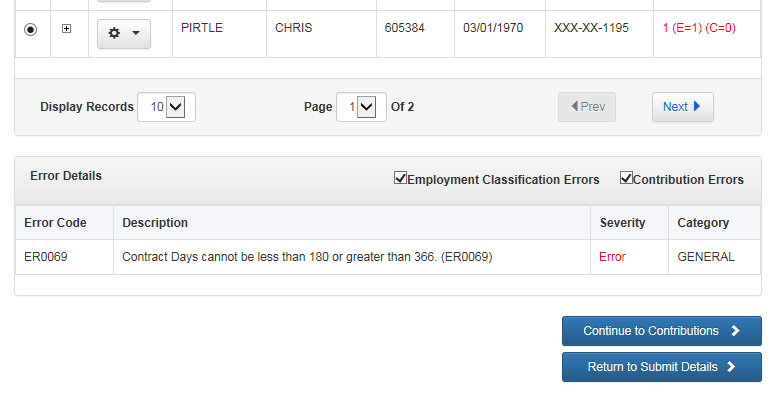 PIRTLE CHRIS 605384 03/01/1970 XXX-XX-1195 1 (E=1) (C=0)
Display Records 10 Page 1 Of 2 Prev Next
Error Details Employment Classification Errors Contribution Errors
Error Code Description Severity Category
ER0069 Contract Days cannot be less than 180 or greater than 366. (ER0069) Error GENERAL
Continue to Contributions
Return to Submit Details